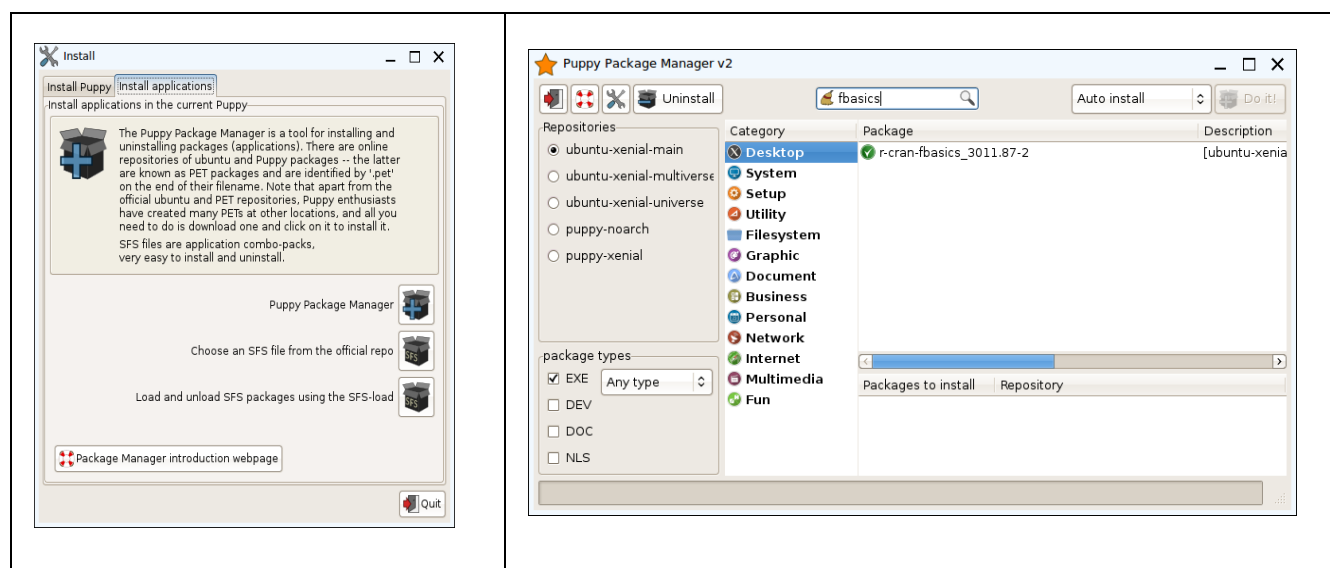 Install
Install Puppy
Install applications
Install applications in the current Puppy
The Puppy Package Manager is a tool for installing and
uninstalling packages (applications). There are online
repositories of ubuntu and Puppy packages -- the latter
are known as PET packages and are identified by '.pet'
on the end of their filename. Note that apart from the
official ubuntu and PET repositories, Puppy enthusiasts
have created many PETs at other locations, and all you
need to do is download one and click on it to install it.
SFS files are application combo-packs,
very easy to install and uninstall.
Puppy Package Manager
Choose an SFS file from the official repo
SFS
Load and unload SFS packages using the SFS-load
SFS
Package Manager introduction webpage
Quit
Puppy Package Manager v2
Uninstall
fbasics
Auto install
Do it!
Repositories
ubuntu-xenial-main
ubuntu-xenial-multiverse
ubuntu-xenial-universe
puppy-noarch
puppy-xenial
package types
EXE
Any type
DEV
DOC
NLS
Category
Desktop
System
Setup
Utility
Filesystem
Graphic
Document
Business
Personal
Network
Internet
Multimedia
Fun
Package
Description
r-cran-fbasics_3011.87-2
[ubuntu-xenia
Packages to install
Repository